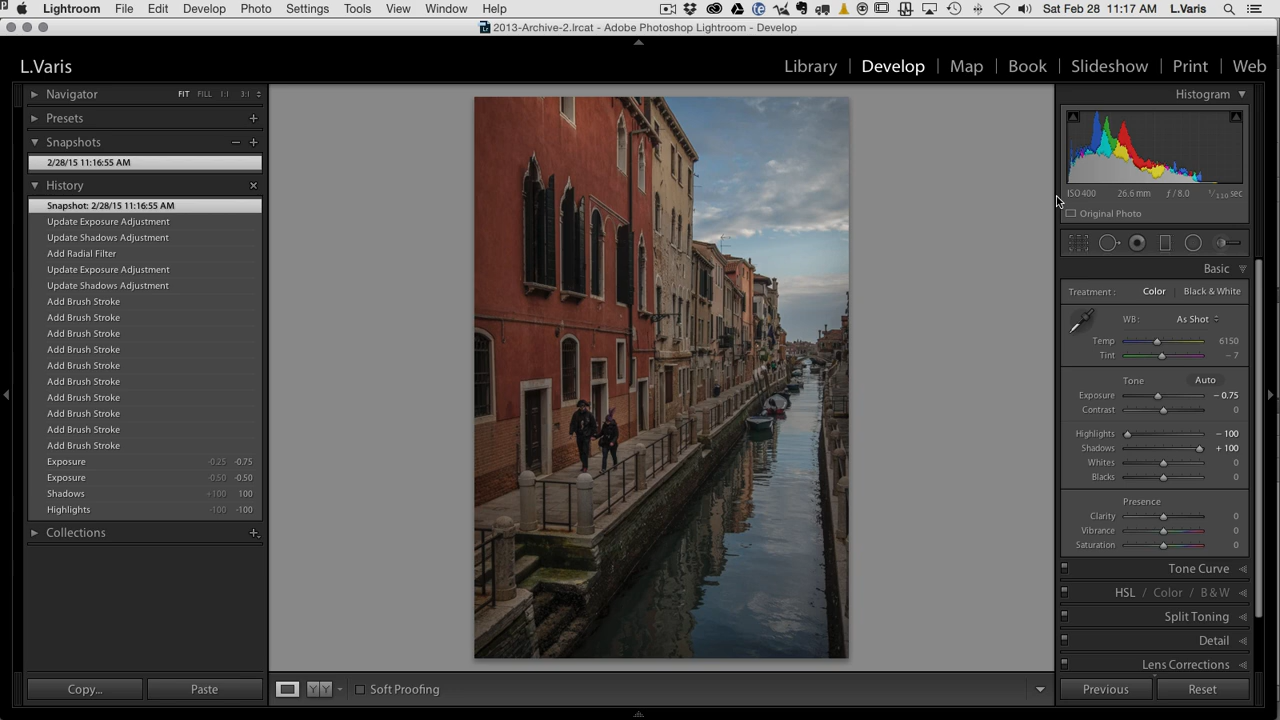 Lightroom File Edit Develop Photo Settings Tools View Window Help Sat Feb 28 11:17 AM L.Varis
2013-Archive-2.lrcat - Adobe Photoshop Lightroom - Develop
L.Varis Library Develop Map Book Slideshow Print Web
Navigator FIT FILL 1:1 3:1
Presets
Snapshots
2/28/15 11:16:55 AM
History
Snapshot: 2/28/15 11:16:55 AM
Update Exposure Adjustment
Update Shadows Adjustment
Add Radial Filter
Update Exposure Adjustment
Update Shadows Adjustment
Add Brush Stroke
Add Brush Stroke
Add Brush Stroke
Add Brush Stroke
Add Brush Stroke
Add Brush Stroke
Add Brush Stroke
Add Brush Stroke
Add Brush Stroke
Add Brush Stroke
Exposure -0.25 -0.75
Exposure -0.50 -0.50
Shadows +100 100
Highlights -100 -100
Collections
Copy... Paste
YY Soft Proofing
Histogram
ISO 400 26.6 mm ƒ / 8.0 1/110 sec
Original Photo
Basic
Treatment : Color Black & White
WB : As Shot
Temp 6150
Tint − 7
Tone Auto
Exposure − 0.75
Contrast 0
Highlights − 100
Shadows + 100
Whites 0
Blacks 0
Presence
Clarity 0
Vibrance 0
Saturation 0
Tone Curve
HSL / Color / B & W
Split Toning
Detail
Lens Corrections
Previous Reset